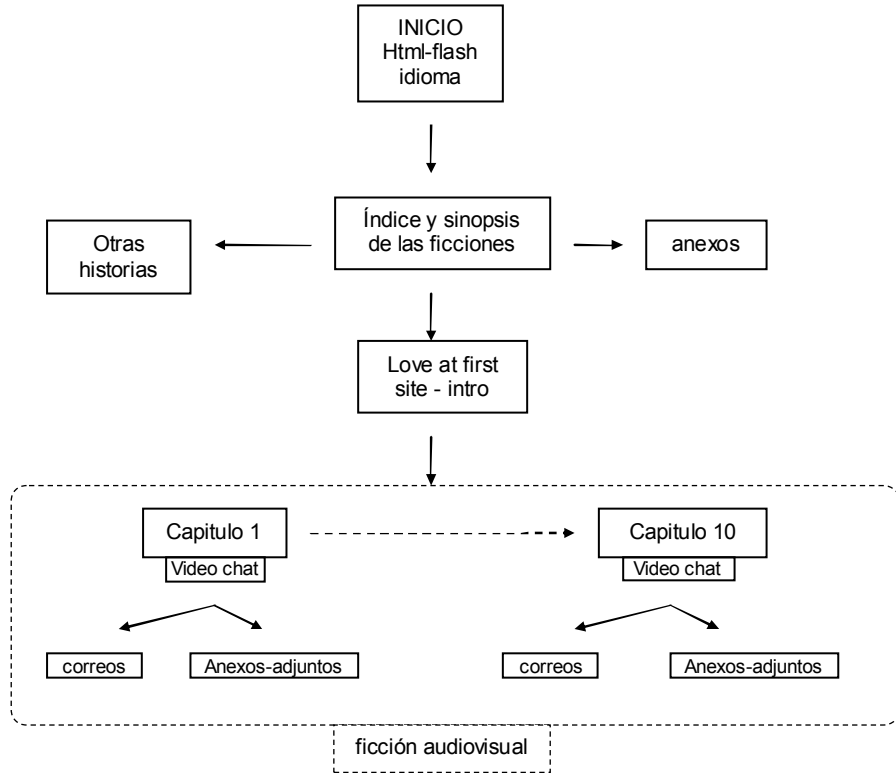 INICIO
Html-flash
idioma
Otras
historias
Índice y sinopsis
de las ficciones
anexos
Love at first
site - intro
Capitulo 1
Video chat
Capitulo 10
Video chat
correos
Anexos-adjuntos
correos
Anexos-adjuntos
ficción audiovisual